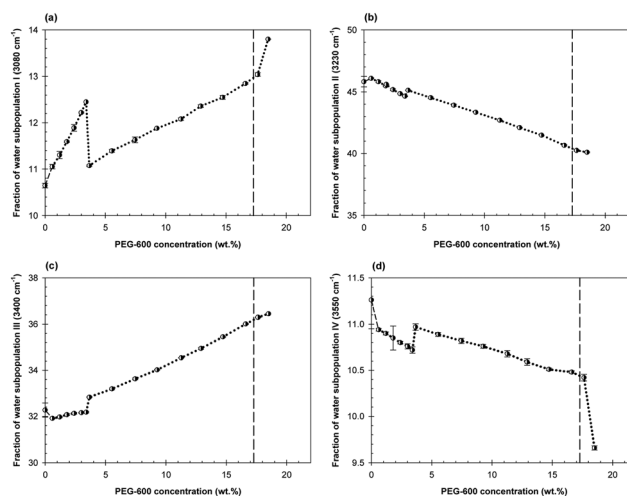 (a)
Fraction of water subpopulation I (3080 cm⁻¹)
14
13
12
11
10
0 5 10 15 20
PEG-600 concentration (wt.%)
(b)
Fraction of water subpopulation II (3230 cm⁻¹)
50
45
40
35
0 5 10 15 20
PEG-600 concentration (wt.%)
(c)
Fraction of water subpopulation III (3400 cm⁻¹)
38
36
34
32
30
0 5 10 15 20
PEG-600 concentration (wt.%)
(d)
Fraction of water subpopulation IV (3550 cm⁻¹)
11.5
11.0
10.5
10.0
9.5
0 5 10 15 20
PEG-600 concentration (wt.%)